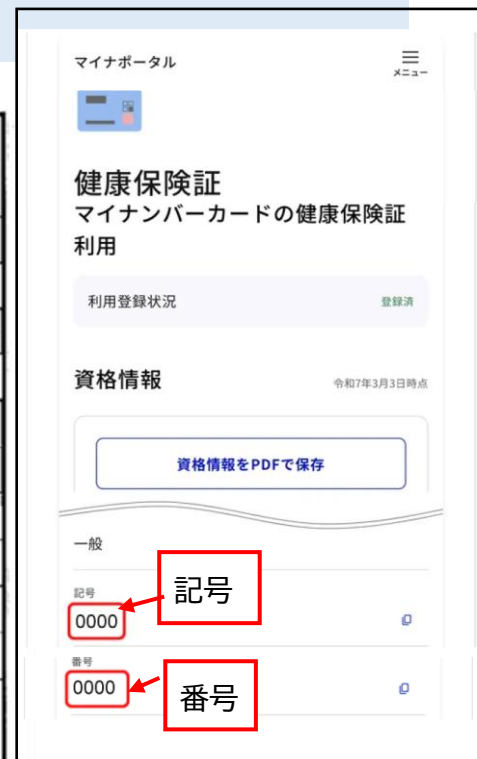 マイナポータル
メニュー
健康保険証
マイナンバーカードの健康保険証
利用
利用登録状況
登録済
資格情報
令和7年3月3日時点
資格情報をPDFで保存
一般
記号
0000
記号
番号
0000
番号